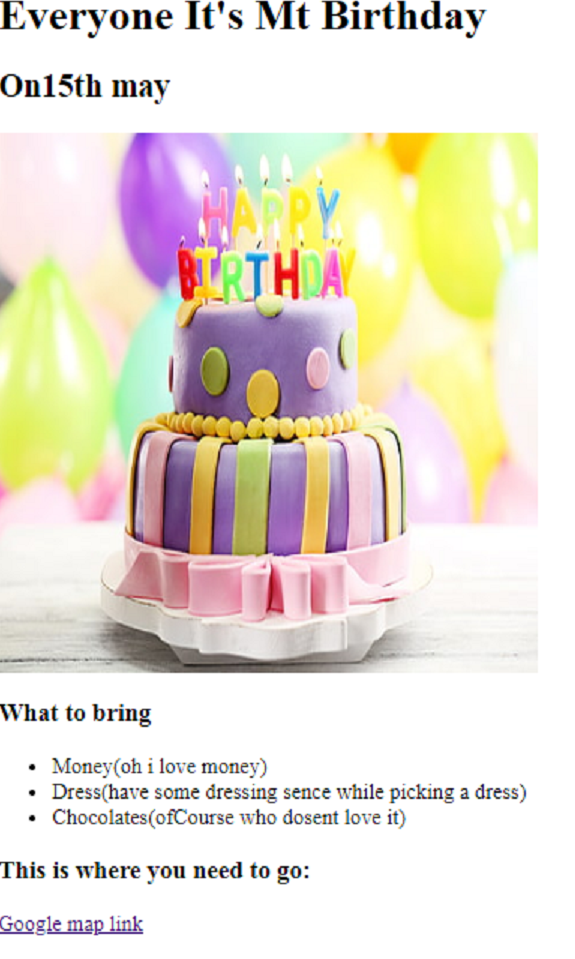 Everyone It's Mt Birthday
On15th may
HAPPY
BIRTHDAY
What to bring
Money(oh i love money)
Dress(have some dressing sence while picking a dress)
Chocolates(ofCourse who dosent love it)
This is where you need to go:
Google map link